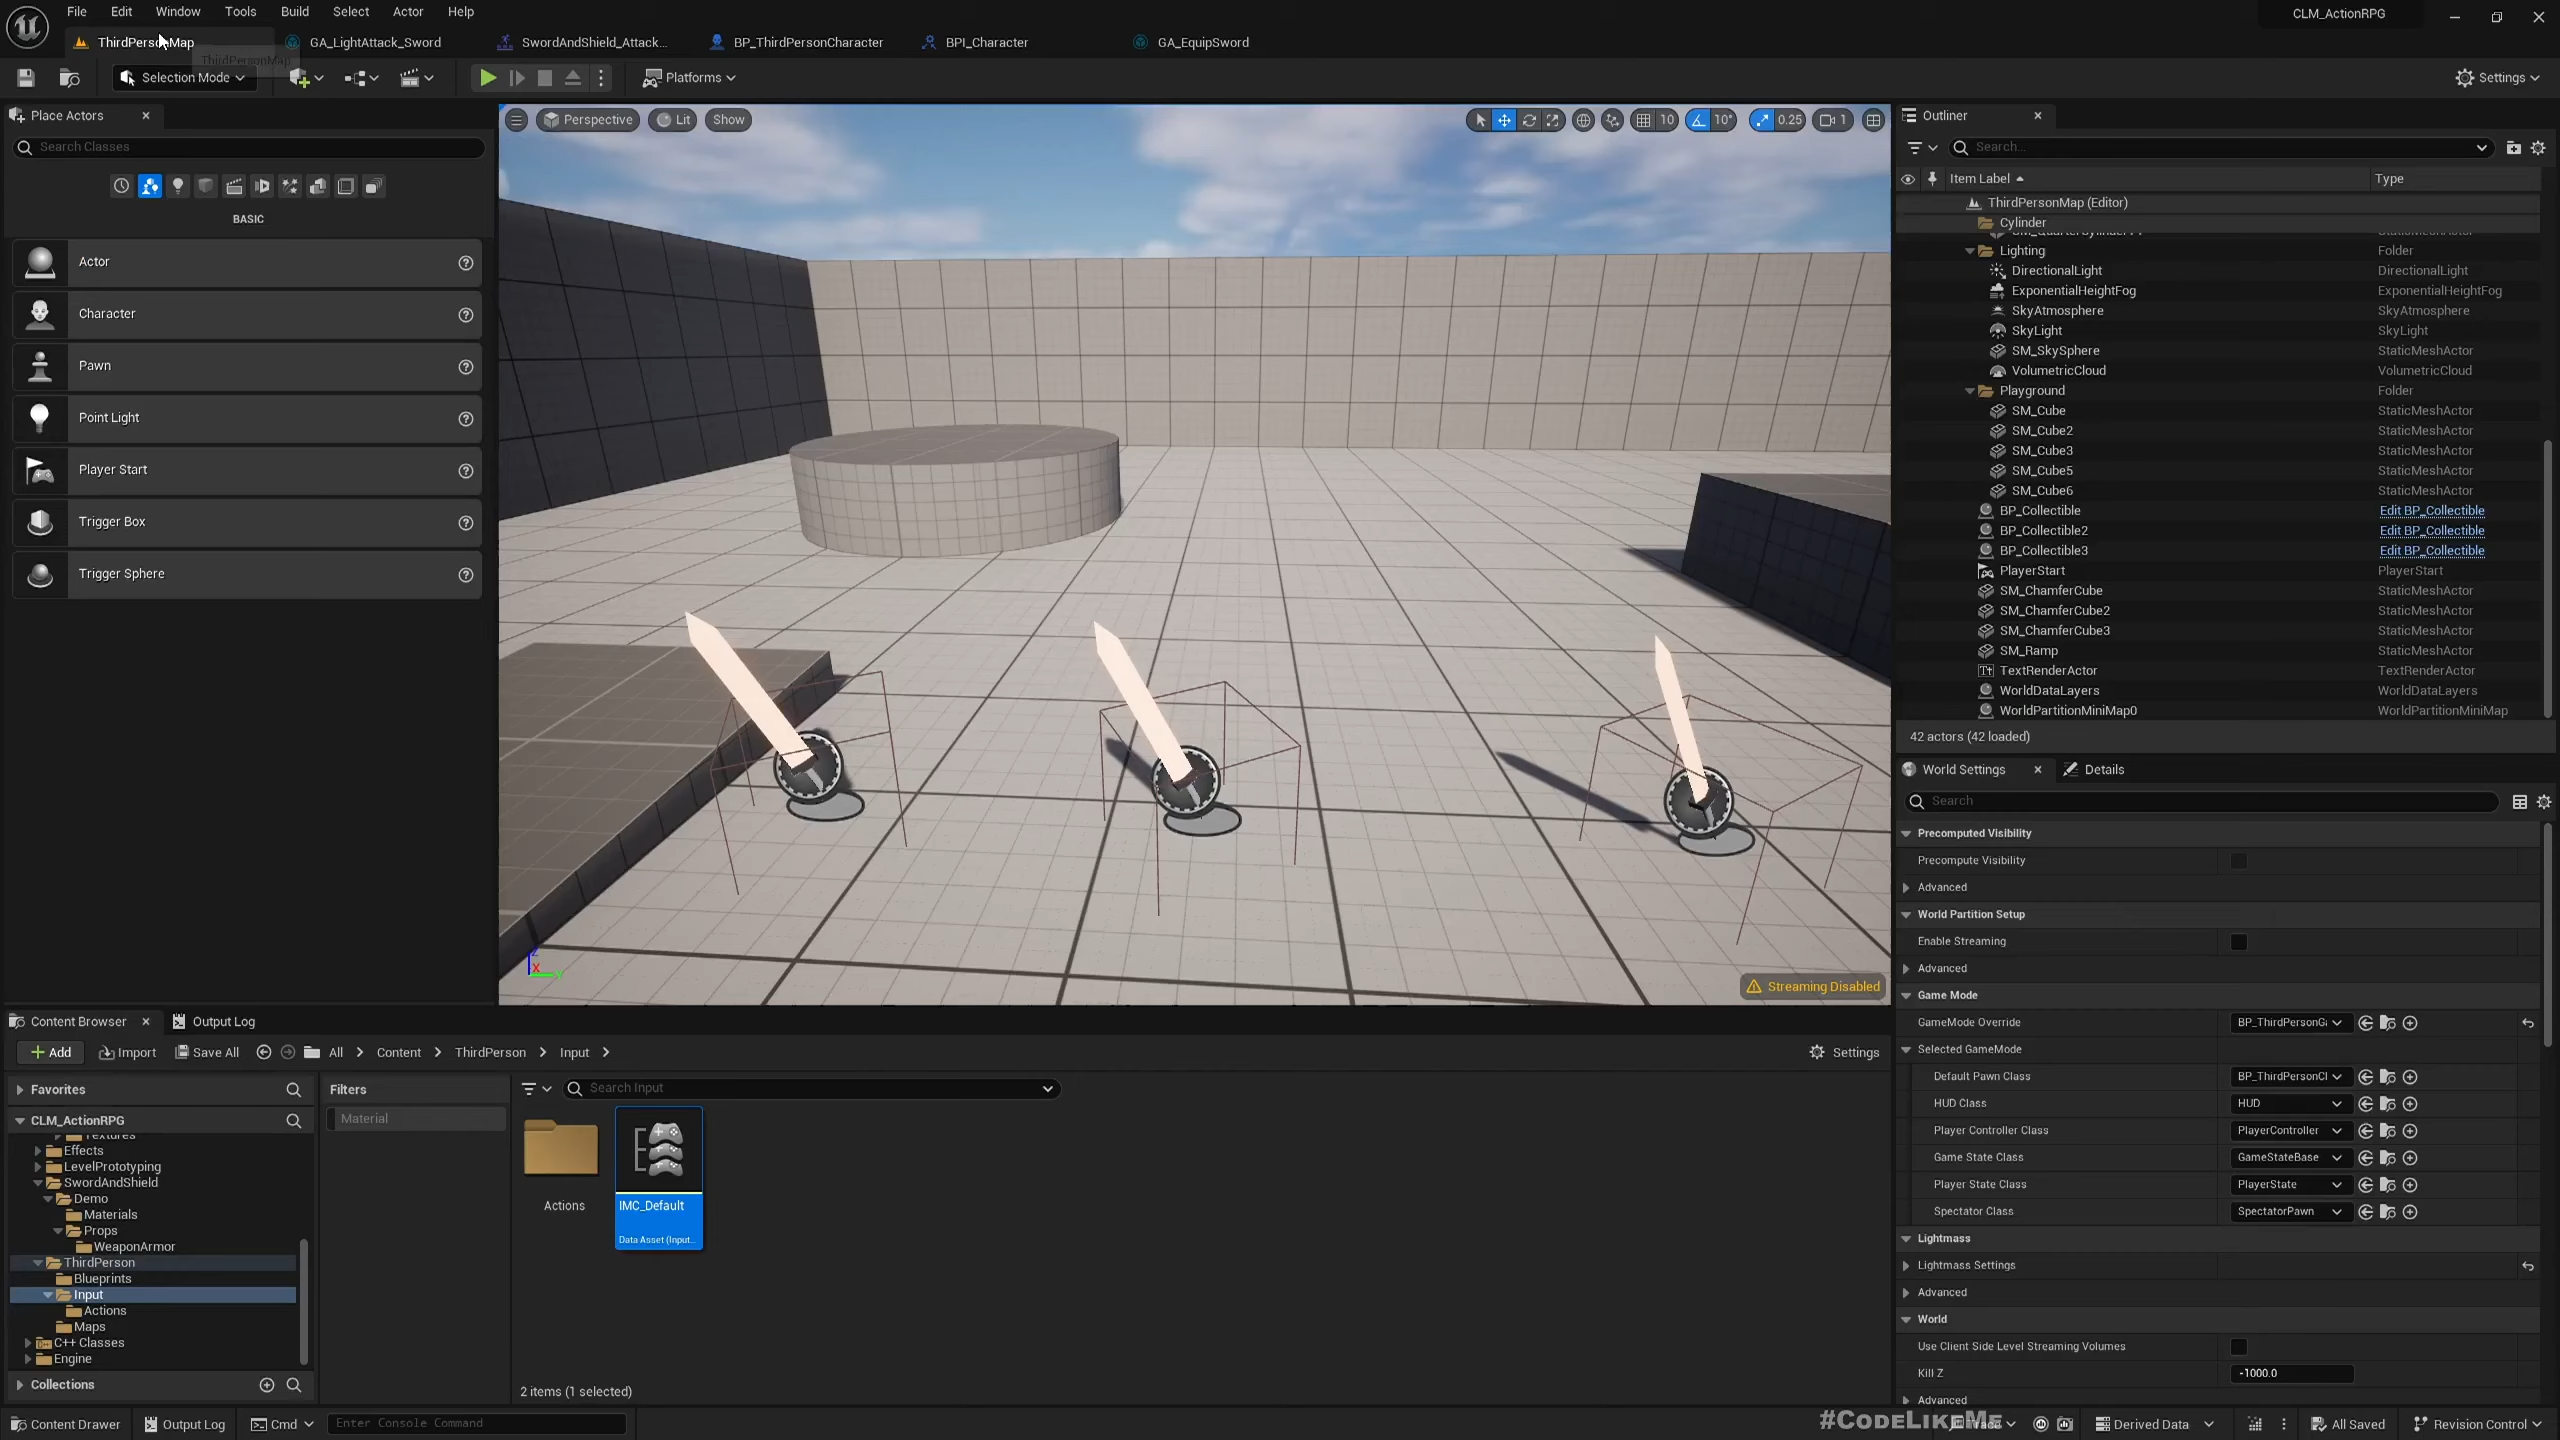 File Edit Window Tools Build Select Actor Help
CLM_ActionRPG
ThirdPersonMap GA_LightAttack_Sword SwordAndShield_Attack... BP_ThirdPersonCharacter BPI_Character GA_EquipSword
ThirdPersonMap
Selection Mode Platforms Settings
Place Actors
Search Classes
BASIC
Actor
Character
Pawn
Point Light
Player Start
Trigger Box
Trigger Sphere
Perspective Lit Show 10 10° 0.25 1
Streaming Disabled
Outliner
Search...
Item Label Type
ThirdPersonMap (Editor)
Cylinder
Lighting Folder
DirectionalLight DirectionalLight
ExponentialHeightFog ExponentialHeightFog
SkyAtmosphere SkyAtmosphere
SkyLight SkyLight
SM_SkySphere StaticMeshActor
VolumetricCloud VolumetricCloud
Playground Folder
SM_Cube StaticMeshActor
SM_Cube2 StaticMeshActor
SM_Cube3 StaticMeshActor
SM_Cube5 StaticMeshActor
SM_Cube6 StaticMeshActor
BP_Collectible Edit BP_Collectible
BP_Collectible2 Edit BP_Collectible
BP_Collectible3 Edit BP_Collectible
PlayerStart PlayerStart
SM_ChamferCube StaticMeshActor
SM_ChamferCube2 StaticMeshActor
SM_ChamferCube3 StaticMeshActor
SM_Ramp StaticMeshActor
TextRenderActor TextRenderActor
WorldDataLayers WorldDataLayers
WorldPartitionMiniMap0 WorldPartitionMiniMap
42 actors (42 loaded)
World Settings Details
Search
Precomputed Visibility
Precompute Visibility
Advanced
World Partition Setup
Enable Streaming
Advanced
Game Mode
GameMode Override BP_ThirdPersonGa
Selected GameMode
Default Pawn Class BP_ThirdPersonCl
HUD Class HUD
Player Controller Class PlayerController
Game State Class GameStateBase
Player State Class PlayerState
Spectator Class SpectatorPawn
Lightmass
Lightmass Settings
Advanced
World
Use Client Side Level Streaming Volumes
Kill Z -1000.0
Advanced
Content Browser Output Log
Add Import Save All All Content ThirdPerson Input Settings
Favorites
CLM_ActionRPG
Textures
Effects
LevelPrototyping
SwordAndShield
Demo
Materials
Props
WeaponArmor
ThirdPerson
Blueprints
Input
Actions
Maps
C++ Classes
Engine
Collections
Filters
Material
Search Input
Actions
IMC_Default
Data Asset (Input...
2 items (1 selected)
Content Drawer Output Log Cmd Enter Console Command
#CODELIKEME
Derived Data All Saved Revision Control